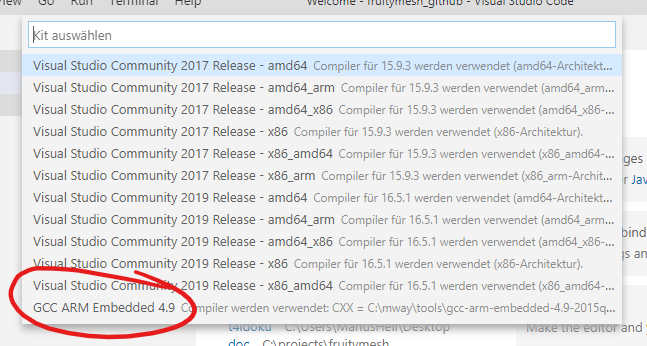 View Go Run Terminal Help Welcome - fruitymesh_github - Visual Studio Code
Kit auswählen
Visual Studio Community 2017 Release - amd64 Compiler für 15.9.3 werden verwendet (amd64-Architekt...
Visual Studio Community 2017 Release - amd64_arm Compiler für 15.9.3 werden verwendet (amd64_arm...
Visual Studio Community 2017 Release - amd64_x86 Compiler für 15.9.3 werden verwendet (amd64_x86-...
Visual Studio Community 2017 Release - x86 Compiler für 15.9.3 werden verwendet (x86-Architektur).
Visual Studio Community 2017 Release - x86_amd64 Compiler für 15.9.3 werden verwendet (x86_amd64-...
Visual Studio Community 2017 Release - x86_arm Compiler für 15.9.3 werden verwendet (x86_arm-Archit...
Visual Studio Community 2019 Release - amd64 Compiler für 16.5.1 werden verwendet (amd64-Architekt...
Visual Studio Community 2019 Release - amd64_arm Compiler für 16.5.1 werden verwendet (amd64_arm...
Visual Studio Community 2019 Release - amd64_x86 Compiler für 16.5.1 werden verwendet (amd64_x86-...
Visual Studio Community 2019 Release - x86 Compiler für 16.5.1 werden verwendet (x86-Architektur).
Visual Studio Community 2019 Release - x86_amd64 Compiler für 16.5.1 werden verwendet (x86_amd64-...
GCC ARM Embedded 4.9 Compiler werden verwendet: CXX = C:\mway\tools\gcc-arm-embedded-4.9-2015q...
t4idoku C:\Users\MariusHeil\Desktop
Make the editor and
doc C:\projects\fruitymesh